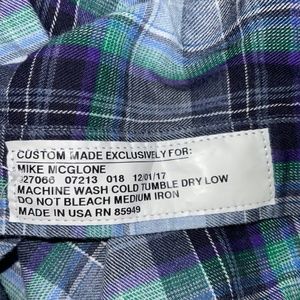 CUSTOM MADE EXCLUSIVELY FOR:
MIKE MCGLONE
327066 07213 018 12/01/17
MACHINE WASH COLD TUMBLE DRY LOW
DO NOT BLEACH MEDIUM IRON
MADE IN USA RN 85949